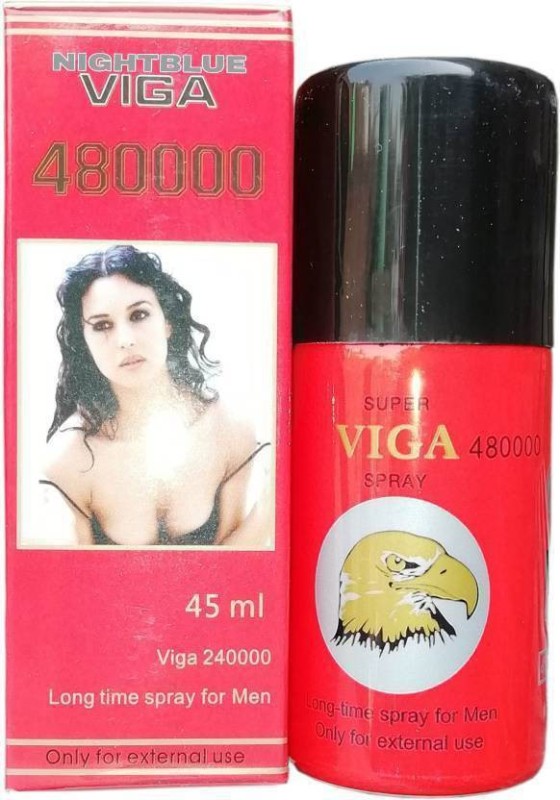 NIGHTBLUE
VIGA
480000
45 ml
Viga 240000
Long time spray for Men
Only for external use
SUPER
VIGA 480000
SPRAY
Long-time spray for Men
Only for external use